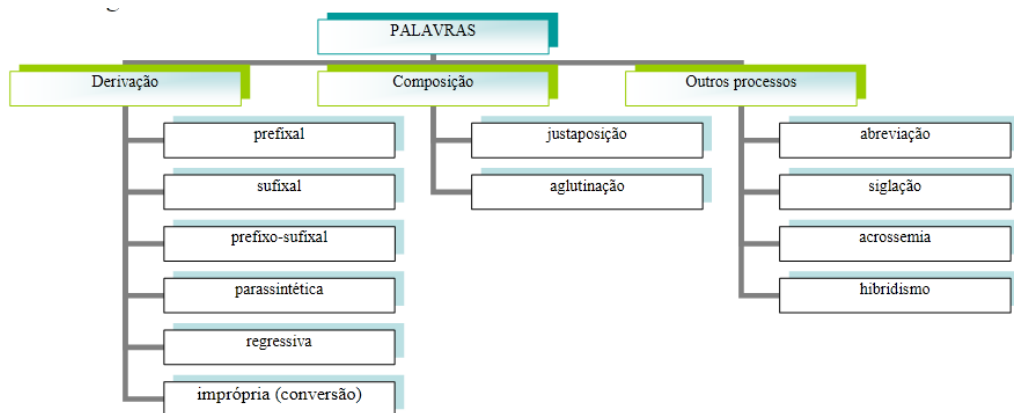 PALAVRAS
Derivação
Composição
Outros processos
prefixal
justaposição
abreviação
sufixal
aglutinação
siglação
prefixo-sufixal
acrossemia
parassintética
hibridismo
regressiva
imprópria (conversão)